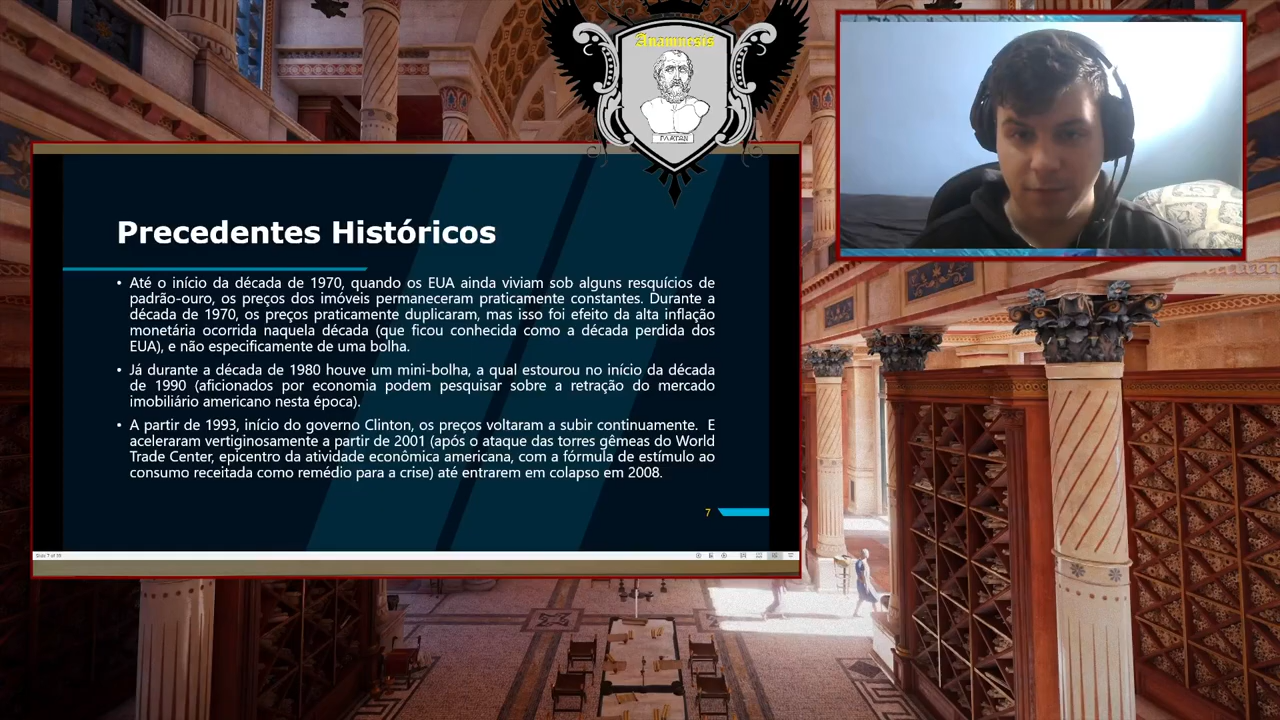 Anamnesis
ΠΛΑΤΩΝ
Precedentes Históricos
• Até o início da década de 1970, quando os EUA ainda viviam sob alguns resquícios de
padrão-ouro, os preços dos imóveis permaneceram praticamente constantes. Durante a
década de 1970, os preços praticamente duplicaram, mas isso foi efeito da alta inflação
monetária ocorrida naquela década (que ficou conhecida como a década perdida dos
EUA), e não especificamente de uma bolha.
• Já durante a década de 1980 houve um mini-bolha, a qual estourou no início da década
de 1990 (aficionados por economia podem pesquisar sobre a retração do mercado
imobiliário americano nesta época).
• A partir de 1993, início do governo Clinton, os preços voltaram a subir continuamente. E
aceleraram vertiginosamente a partir de 2001 (após o ataque das torres gêmeas do World
Trade Center, epicentro da atividade econômica americana, com a fórmula de estímulo ao
consumo receitada como remédio para a crise) até entrarem em colapso em 2008.
7